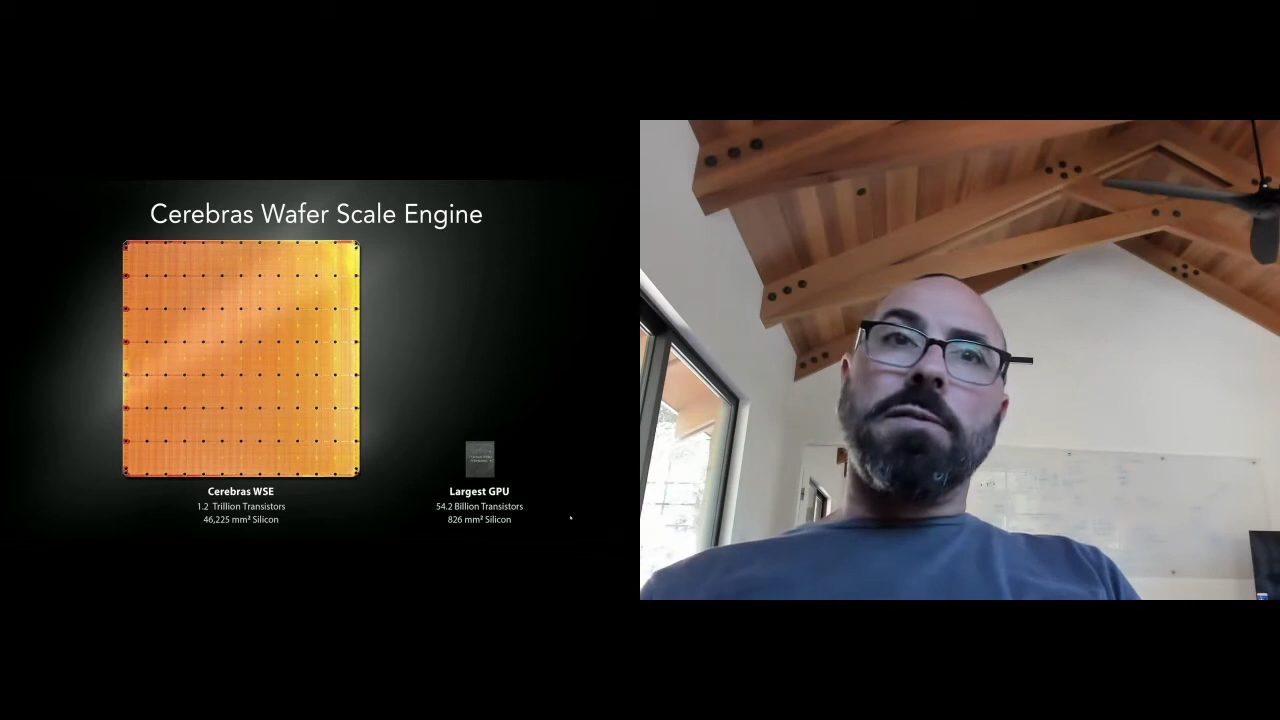 Cerebras Wafer Scale Engine
Cerebras WSE
1.2 Trillion Transistors
46,225 mm² Silicon
Largest GPU
54.2 Billion Transistors
826 mm² Silicon